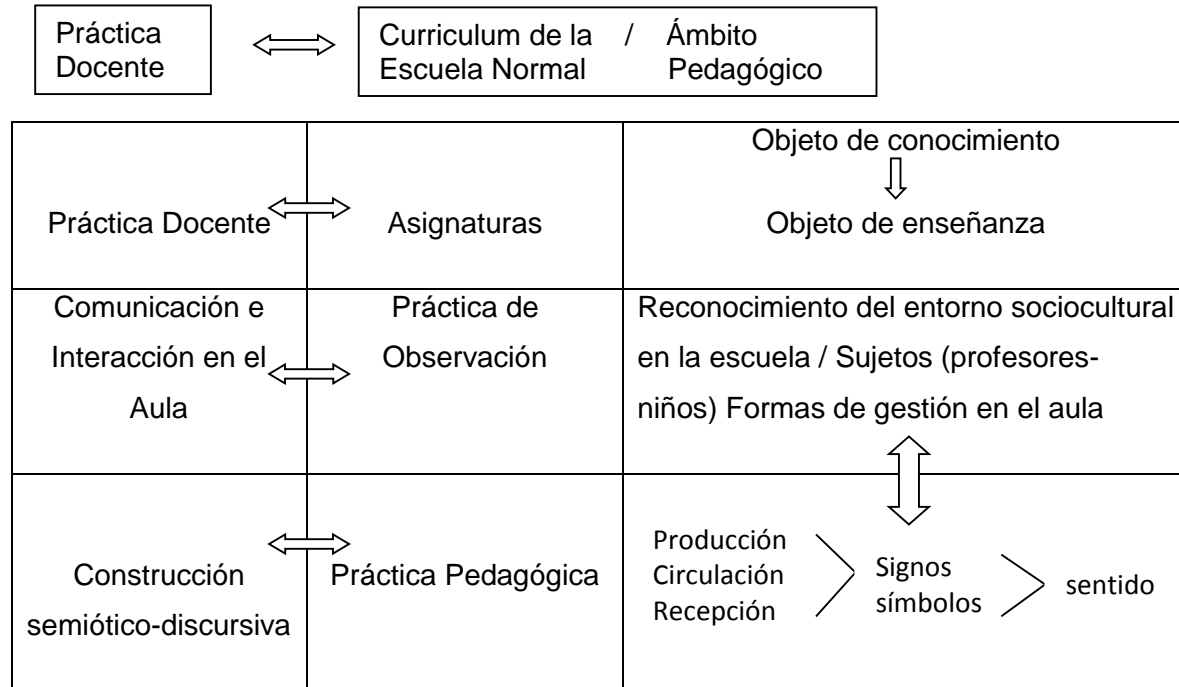 Práctica
Docente
Curriculum de la / Ámbito
Escuela Normal Pedagógico
Objeto de conocimiento
Práctica Docente
Asignaturas
Objeto de enseñanza
Comunicación e
Interacción en el
Aula
Práctica de
Observación
Reconocimiento del entorno sociocultural
en la escuela / Sujetos (profesores-
niños) Formas de gestión en el aula
Construcción
semiótico-discursiva
Práctica Pedagógica
Producción
Circulación
Recepción
Signos
símbolos
sentido